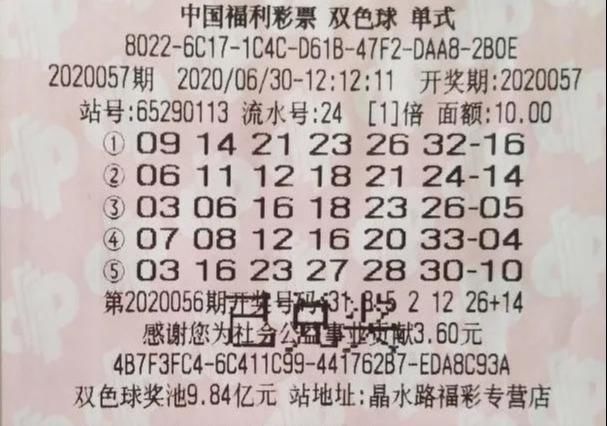 中国福利彩票 双色球 单式
8022-6C17-1C4C-D61B-47F2-DAA8-2B0E
2020057期 2020/06/30-12:12:11 开奖期:2020057
站号:65290113 流水号:24 [1]倍 面额:10.00
① 09 14 21 23 26 32-16
② 06 11 12 18 21 24-14
③ 03 06 16 18 23 26-05
④ 07 08 12 16 20 33-04
⑤ 03 16 23 27 28 30-10
第2020056期开奖号码:31 8 5 2 12 26+14
感谢您为社会公益事业贡献3.60元
4B7F3FC4-6C411C99-441762B7-EDA8C93A
双色球奖池9.84亿元 站地址:晶水路福彩专营店